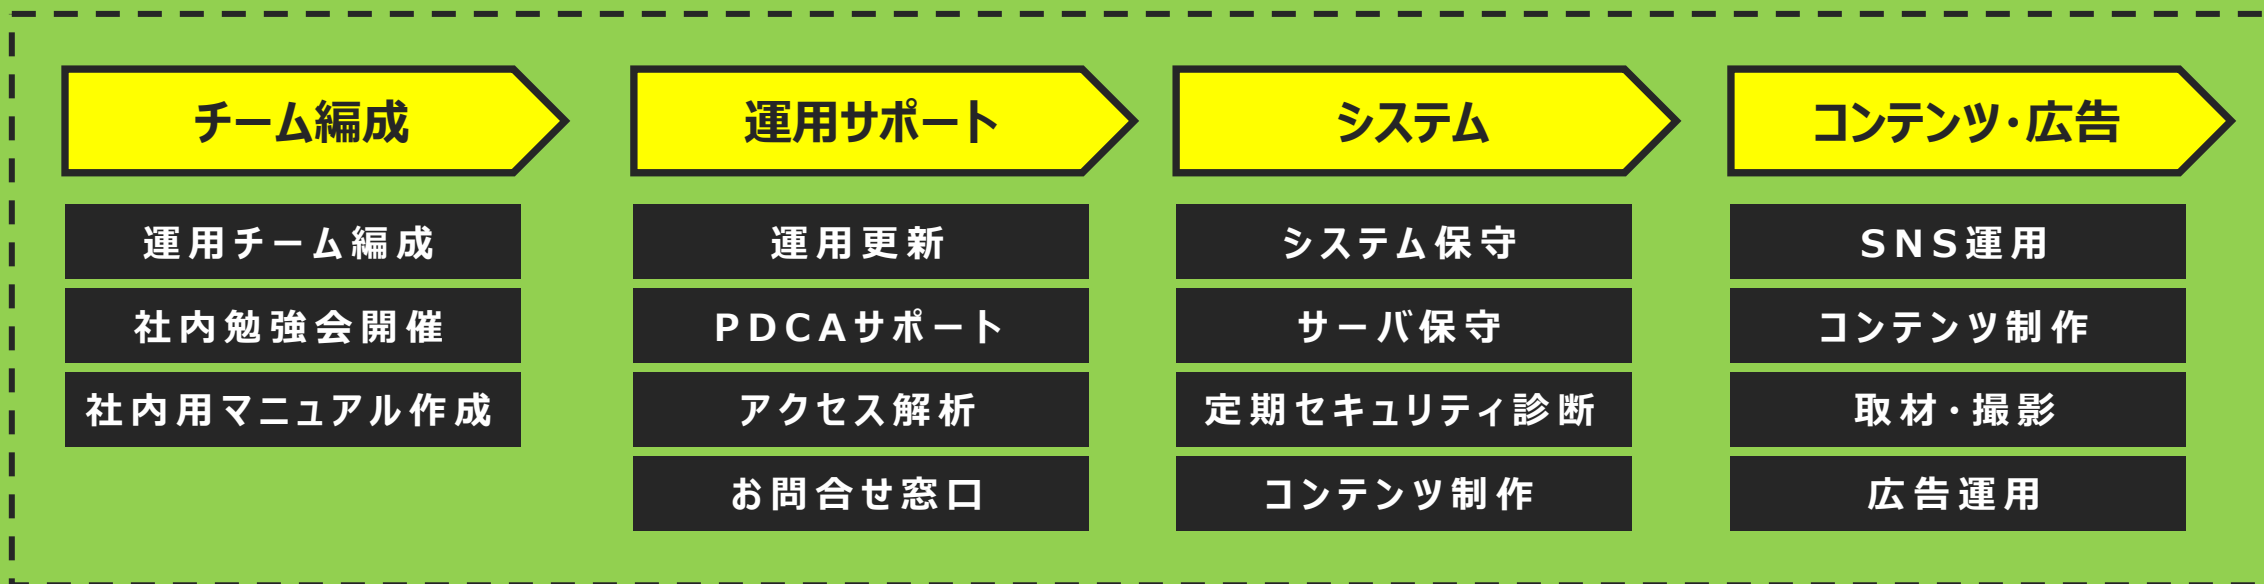 チーム編成
運用チーム編成
社内勉強会開催
社内用マニュアル作成
運用サポート
運用更新
PDCAサポート
アクセス解析
お問合せ窓口
システム
システム保守
サーバ保守
定期セキュリティ診断
コンテンツ制作
コンテンツ・広告
SNS運用
コンテンツ制作
取材・撮影
広告運用